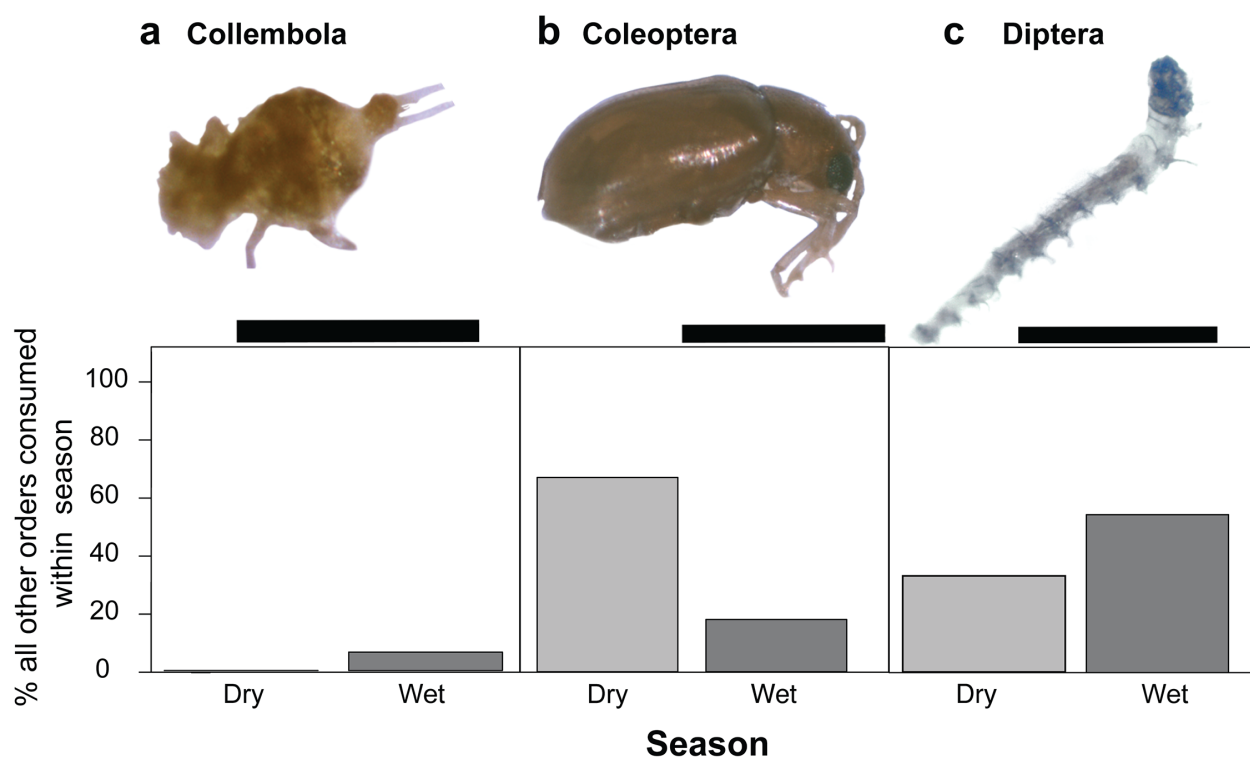 a Collembola
b Coleoptera
c Diptera
% all other orders consumed
within season
100
80
60
40
20
0
Dry
Wet
Dry
Wet
Dry
Wet
Season